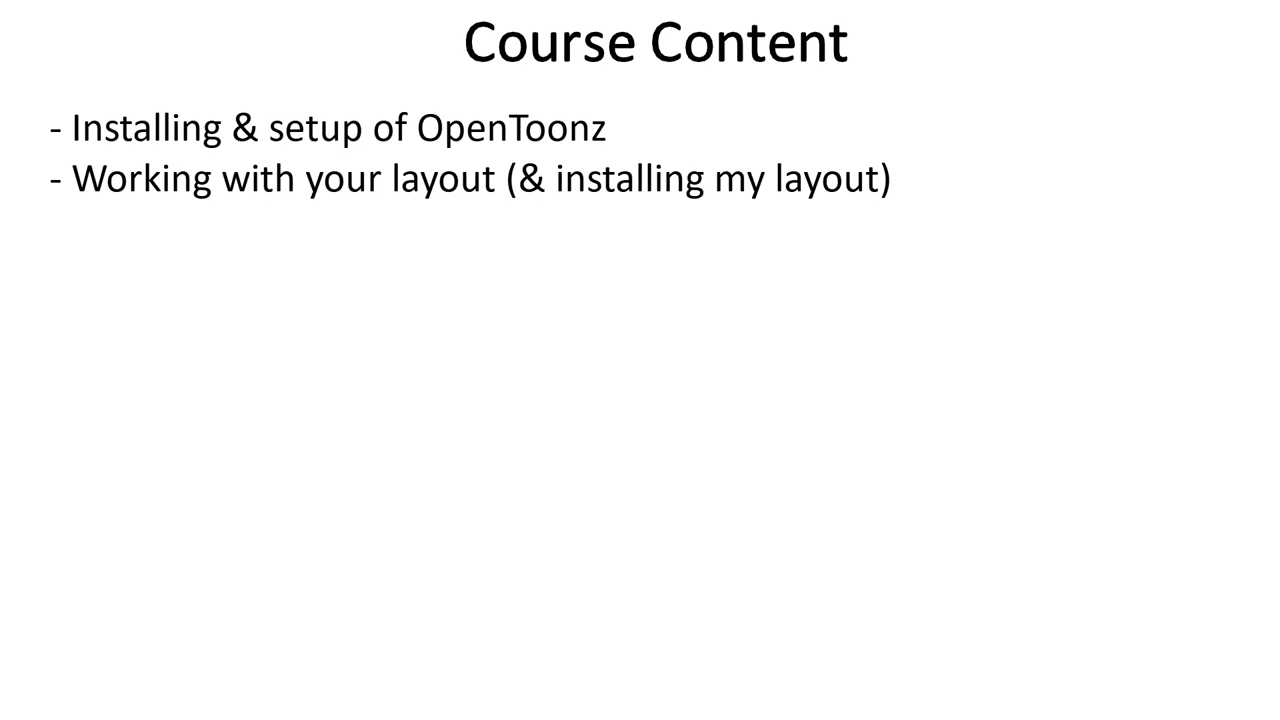 Course Content
- Installing & setup of OpenToonz
- Working with your layout (& installing my layout)